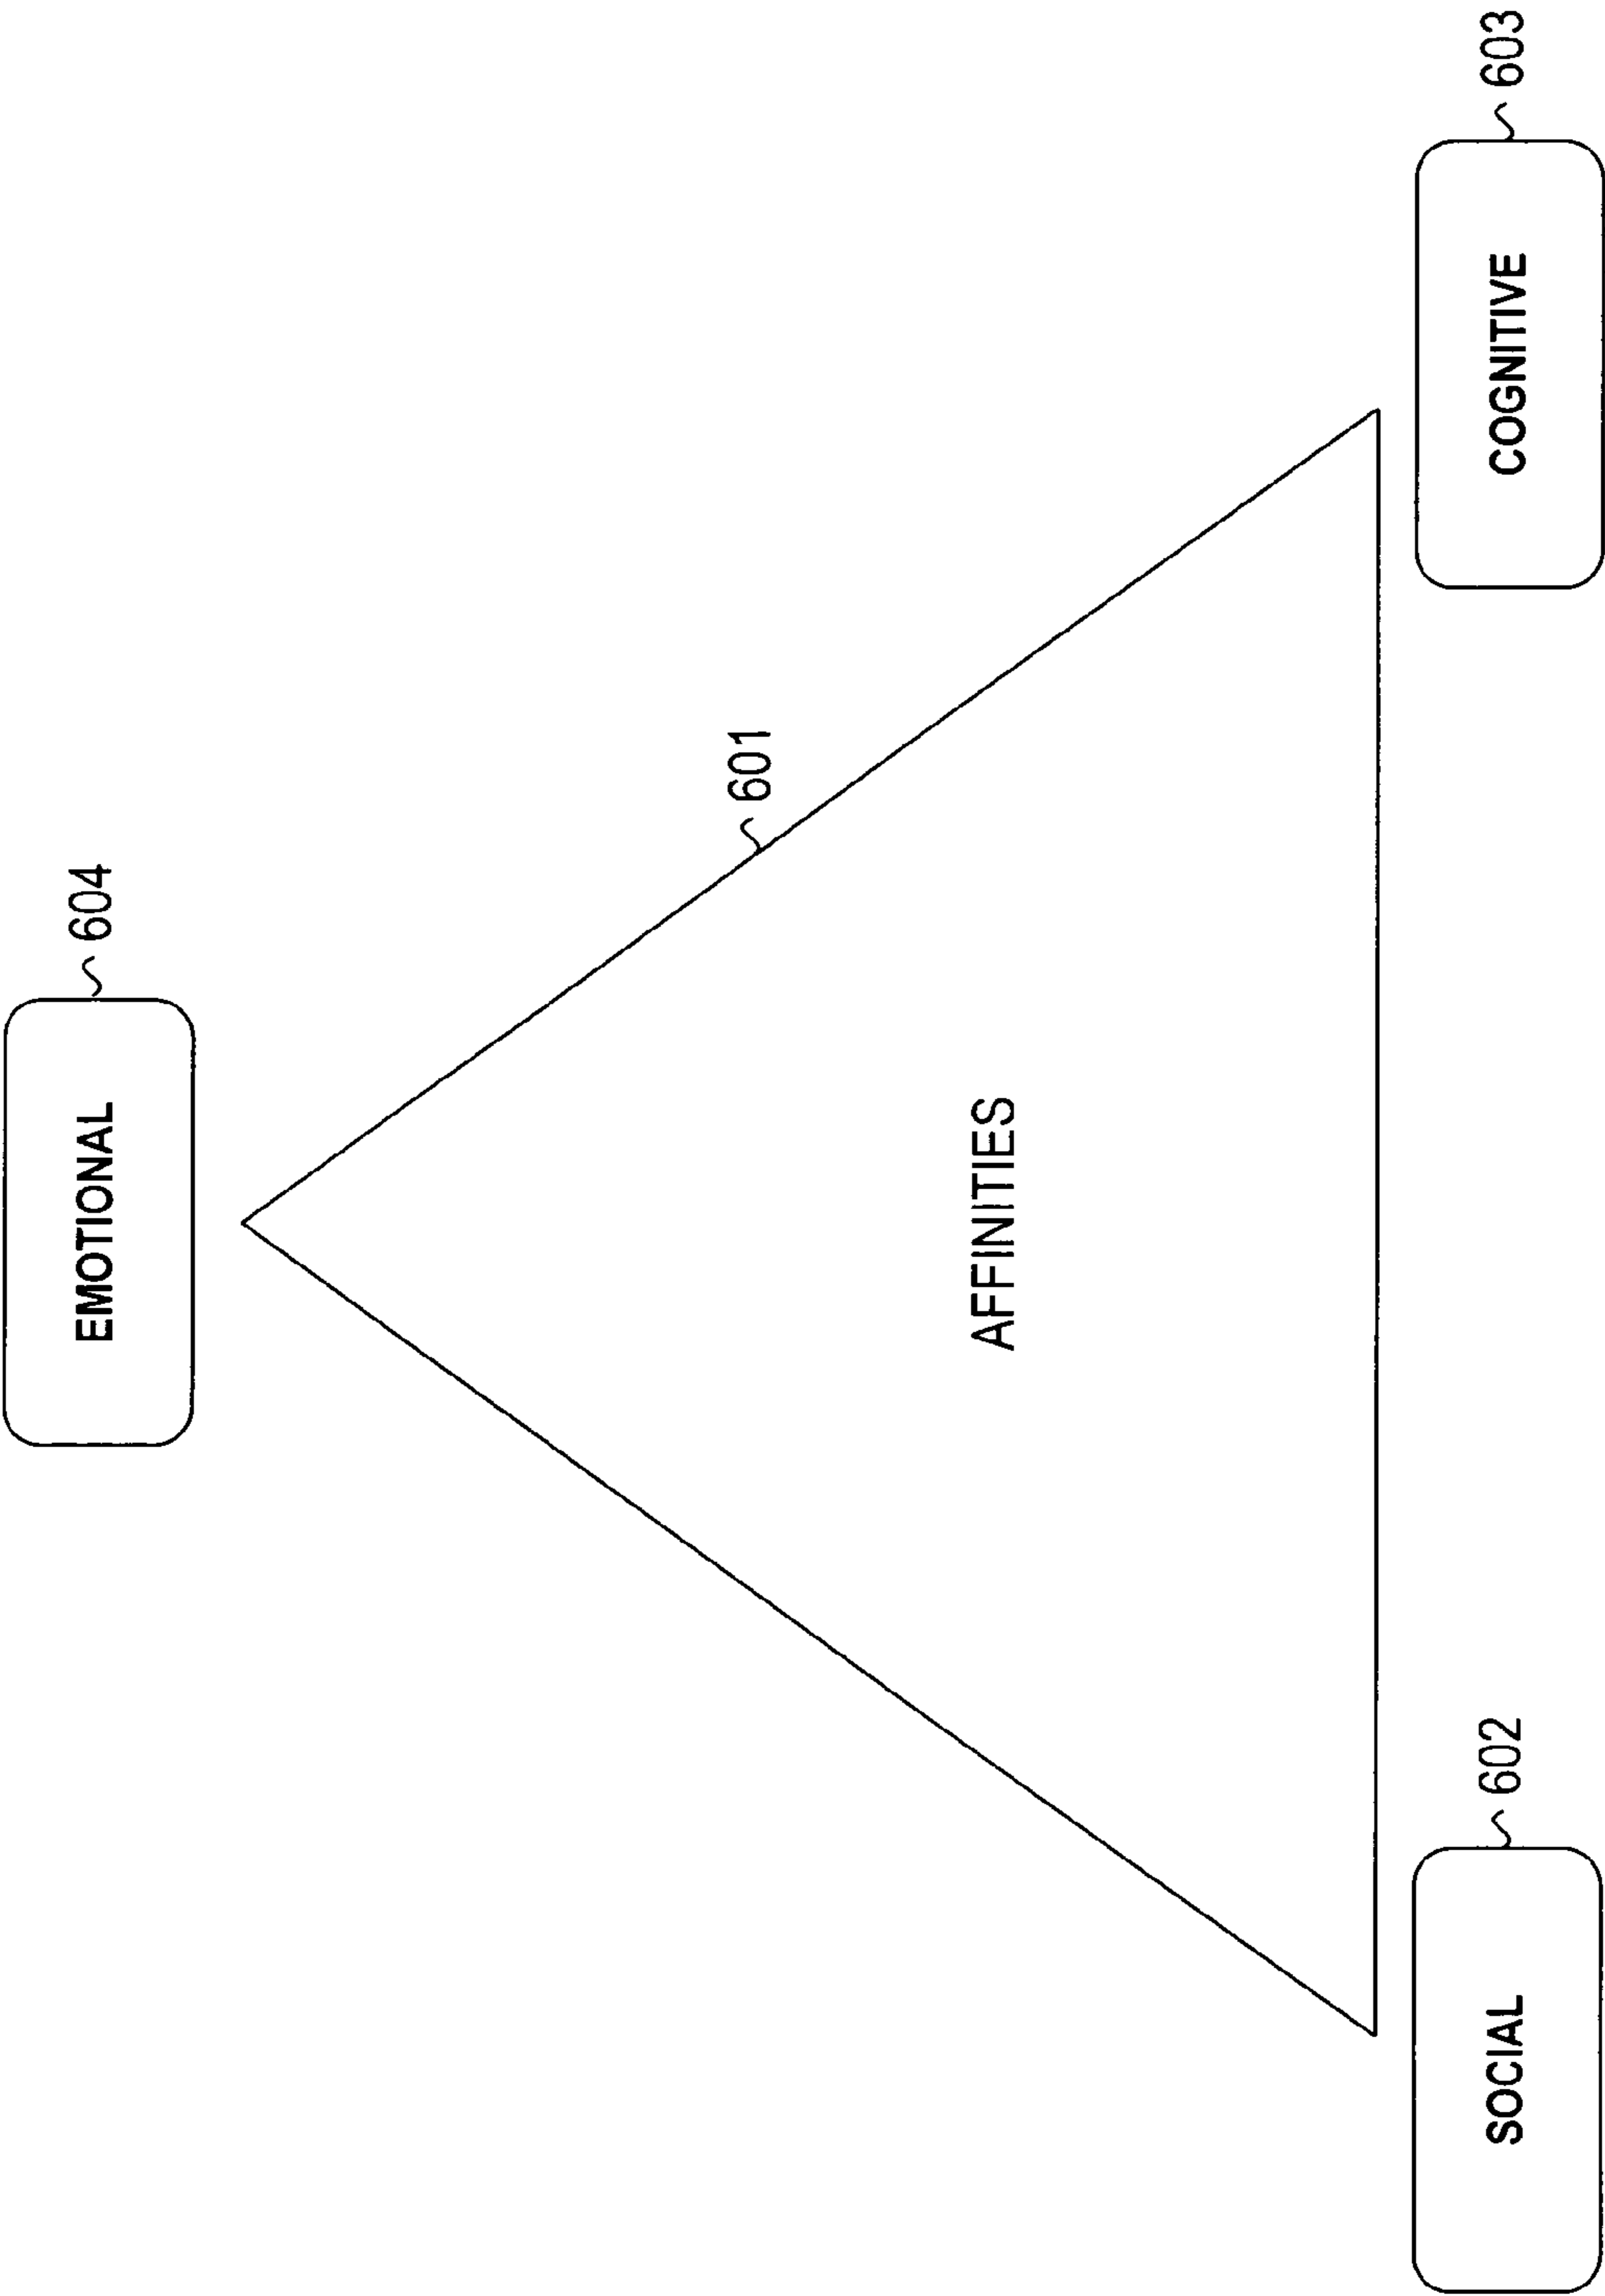 EMOTIONAL 604
601
AFFINITIES
SOCIAL 602
COGNITIVE 603